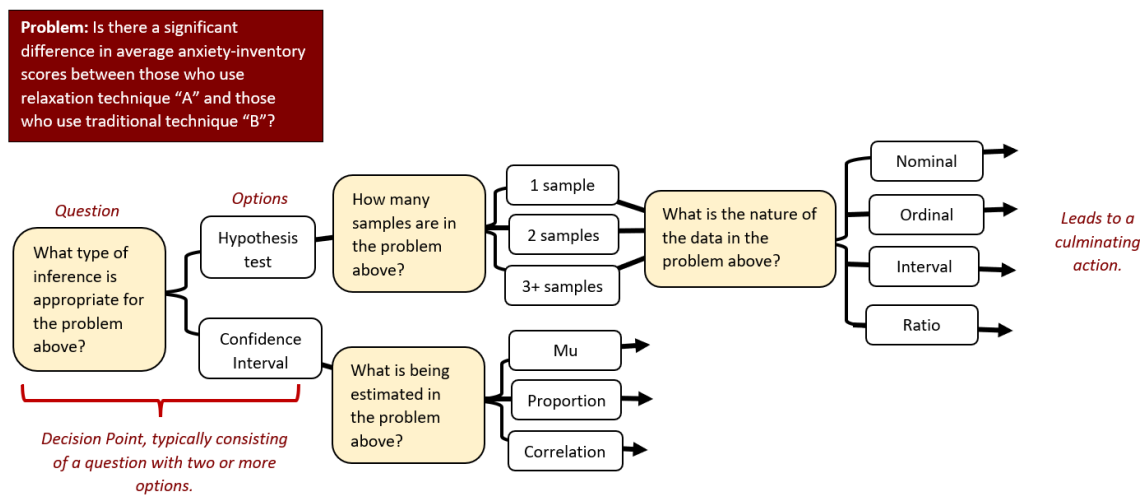 Problem: Is there a significant
difference in average anxiety-inventory
scores between those who use
relaxation technique “A” and those
who use traditional technique “B”?
Question
What type of
inference is
appropriate for
the problem
above?
Options
Hypothesis
test
Confidence
Interval
Decision Point, typically consisting
of a question with two or more
options.
How many
samples are in
the problem
above?
1 sample
2 samples
3+ samples
What is being
estimated in
the problem
above?
Mu
Proportion
Correlation
What is the nature of
the data in the
problem above?
Nominal
Ordinal
Interval
Ratio
Leads to a
culminating
action.